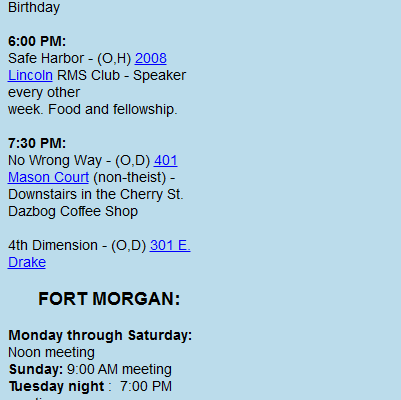 Birthday
6:00 PM:
Safe Harbor - (O,H) 2008
Lincoln RMS Club - Speaker
every other
week. Food and fellowship.
7:30 PM:
No Wrong Way - (O,D) 401
Mason Court (non-theist) -
Downstairs in the Cherry St.
Dazbog Coffee Shop
4th Dimension - (O,D) 301 E.
Drake
FORT MORGAN:
Monday through Saturday:
Noon meeting
Sunday: 9:00 AM meeting
Tuesday night :  7:00 PM